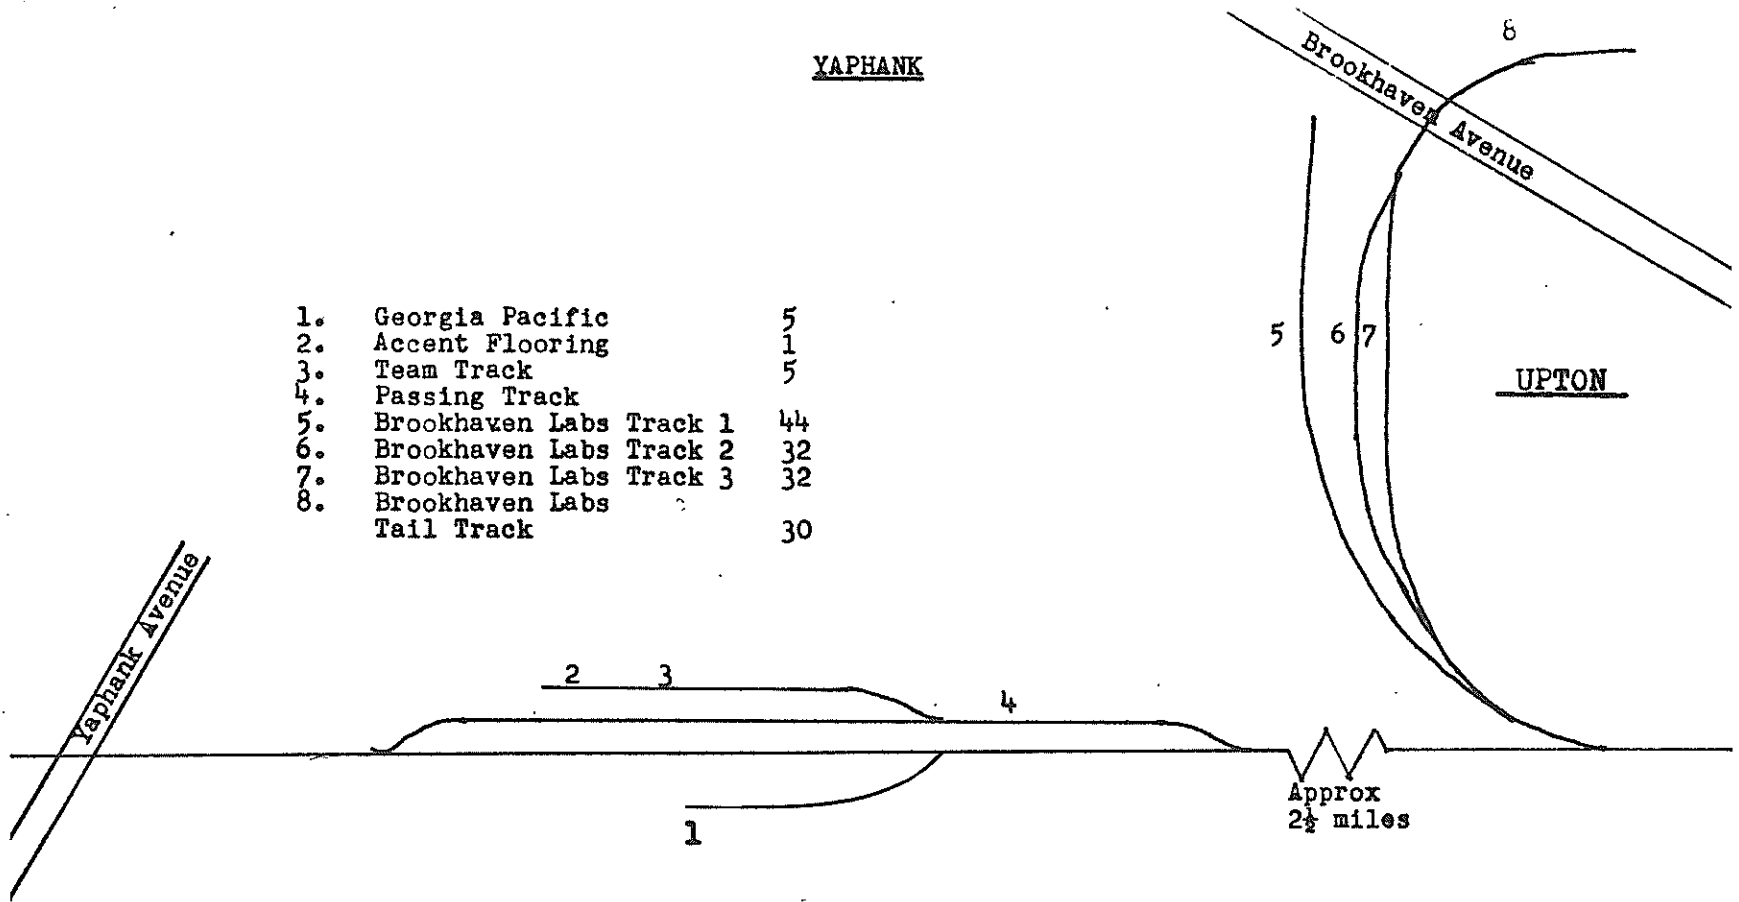 YAPHANK
8
Brookhaven Avenue
1. Georgia Pacific 5
2. Accent Flooring 1
3. Team Track 5
4. Passing Track
5. Brookhaven Labs Track 1 44
6. Brookhaven Labs Track 2 32
7. Brookhaven Labs Track 3 32
8. Brookhaven Labs
Tail Track 30
5 6 7
UPTON
Yaphank Avenue
2 3
4
1
Approx
2½ miles